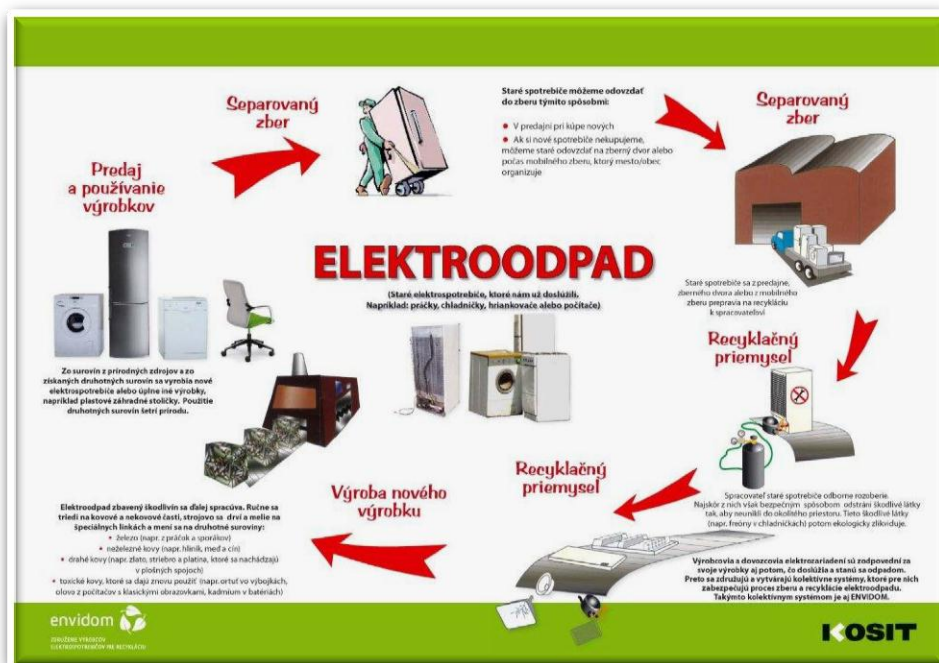 Separovaný
zber
Staré spotrebiče môžeme odovzdať
do zberu týmito spôsobmi:
• V predajni pri kúpe nových
• Ak si nové spotrebiče nekupujeme,
môžeme staré odovzdať na zberný dvor alebo
počas mobilného zberu, ktorý mesto/obec
organizuje
Separovaný
zber
Predaj
a používanie
výrobkov
ELEKTROODPAD
(Staré elektrospotrebiče, ktoré nám už doslúžili,
Napríklad: práčky, chladničky, hriankovače alebo počítače)
Staré spotrebiče sa z predajne,
zberného dvora alebo z mobilného
zberu prepravia na recykláciu
k spracovateľovi
Recyklačný
priemysel
Zo surovín z prírodných zdrojov a zo
získaných druhotných surovín sa vyrobia nové
elektrospotrebiče alebo úplne iné výrobky,
napríklad plastové záhradné stoličky. Použitie
druhotných surovín šetrí prírodu.
Recyklačný
priemysel
Výroba nového
výrobku
Spracovateľ staré spotrebiče odborne rozoberie.
Najskôr z nich však bezpečným spôsobom odstráni škodlivé látky
tak, aby neunikli do okolitého priestoru. Tieto škodlivé látky
(napr. freóny v chladničkách) potom ekologicky zlikviduje.
Elektroodpad zbavený škodlivín sa ďalej spracúva. Ručne sa
triedi na kovové a nekovové časti, strojovo sa drví a melie na
špeciálnych linkách a mení sa na druhotné suroviny:
• železo (napr. z práčok a sporákov)
• neželezné kovy (napr. hliník, meď a cín)
• drahé kovy (napr. zlato, striebro a platina, ktoré sa nachádzajú
v plošných spojoch)
• toxické kovy, ktoré sa dajú znovu použiť (napr. ortuť vo výbojkách,
olovo z počítačov s klasickými obrazovkami, kadmium v batériách)
Výrobcovia a dovozcovia elektrozariadení sú zodpovední za
svoje výrobky aj potom, čo doslúžia a stanú sa odpadom.
Preto sa združujú a vytvárajú kolektívne systémy, ktoré pre nich
zabezpečujú proces zberu a recyklácie elektroodpadu.
Takýmto kolektívnym systémom je aj ENVIDOM.
envidom
ZDRUŽENIE VÝROBCOV
ELEKTROSPOTREBIČOV PRE RECYKLÁCIU
KOSIT